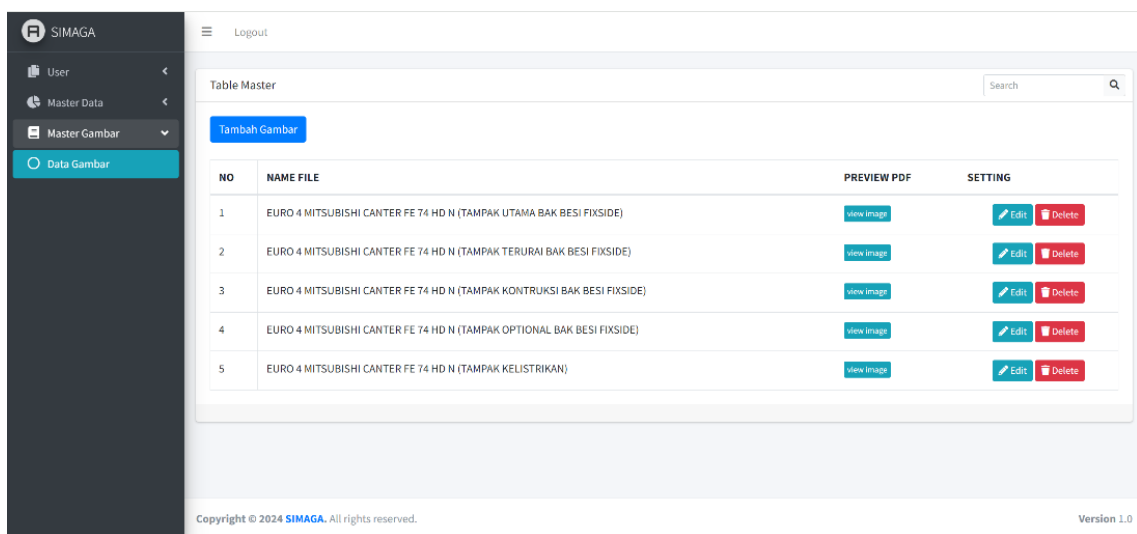 SIMAGA
Logout
User
Master Data
Master Gambar
Data Gambar
Table Master
Search
Tambah Gambar
NO NAME FILE PREVIEW PDF SETTING
1 EURO 4 MITSUBISHI CANTER FE 74 HD N (TAMPAK UTAMA BAK BESI FIXSIDE) view image Edit Delete
2 EURO 4 MITSUBISHI CANTER FE 74 HD N (TAMPAK TERURAI BAK BESI FIXSIDE) view image Edit Delete
3 EURO 4 MITSUBISHI CANTER FE 74 HD N (TAMPAK KONTRUKSI BAK BESI FIXSIDE) view image Edit Delete
4 EURO 4 MITSUBISHI CANTER FE 74 HD N (TAMPAK OPTIONAL BAK BESI FIXSIDE) view image Edit Delete
5 EURO 4 MITSUBISHI CANTER FE 74 HD N (TAMPAK KELISTRIKAN) view image Edit Delete
Copyright © 2024 SIMAGA. All rights reserved. Version 1.0